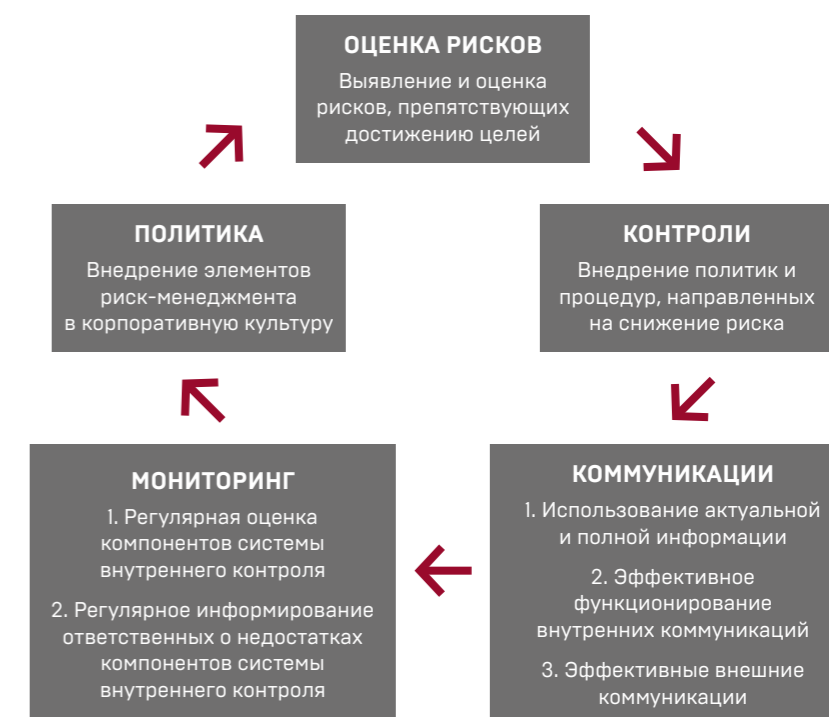 ОЦЕНКА РИСКОВ
Выявление и оценка
рисков, препятствующих
достижению целей
ПОЛИТИКА
Внедрение элементов
риск-менеджмента
в корпоративную культуру
КОНТРОЛИ
Внедрение политик и
процедур, направленных
на снижение риска
МОНИТОРИНГ
1. Регулярная оценка
компонентов системы
внутреннего контроля
2. Регулярное информирование
ответственных о недостатках
компонентов системы
внутреннего контроля
КОММУНИКАЦИИ
1. Использование актуальной
и полной информации
2. Эффективное
функционирование
внутренних коммуникаций
3. Эффективные внешние
коммуникации